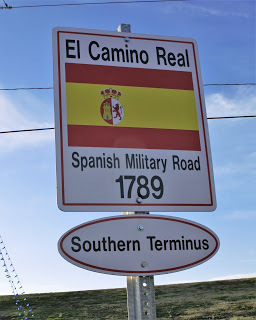 El Camino Real
Spanish Military Road
1789
Southern Terminus